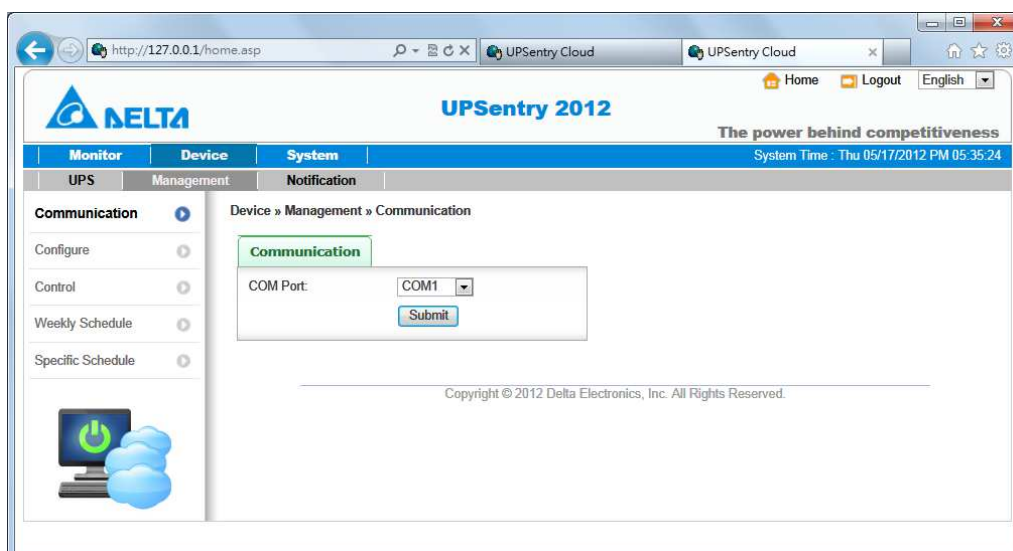 http://127.0.0.1/home.asp
UPSentry Cloud
UPSentry Cloud
Home Logout English
DELTA
UPSentry 2012
The power behind competitiveness
Monitor Device System
System Time : Thu 05/17/2012 PM 05:35:24
UPS Management Notification
Communication
Configure
Control
Weekly Schedule
Specific Schedule
Device » Management » Communication
Communication
COM Port: COM1
Submit
Copyright © 2012 Delta Electronics, Inc. All Rights Reserved.